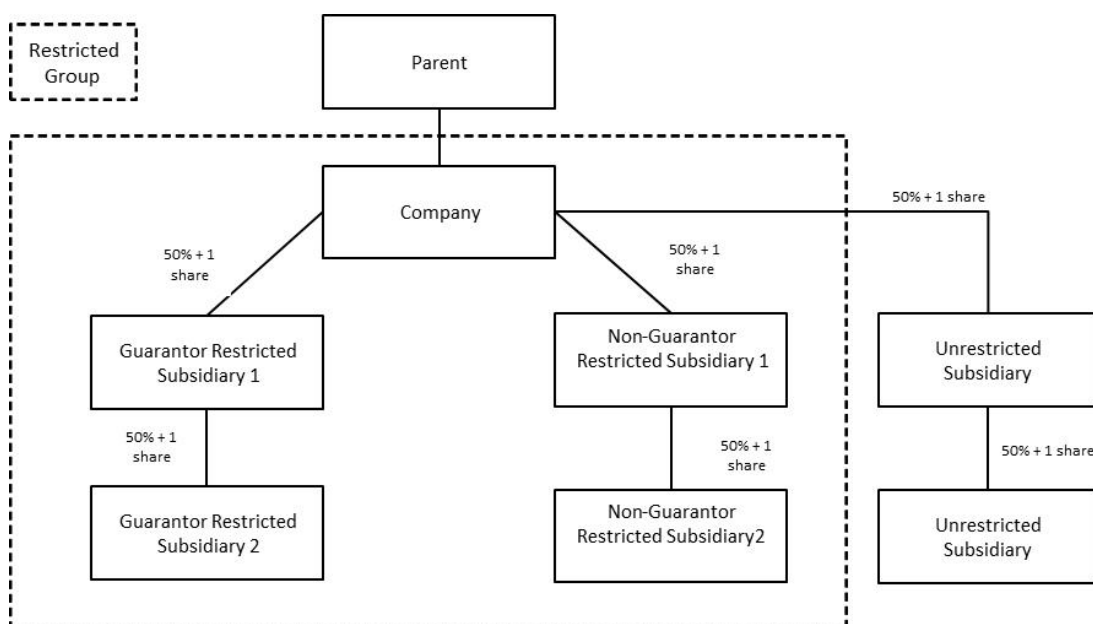 Restricted
Group
Parent
Company
50% + 1 share
50% + 1
share
50% + 1
share
Guarantor Restricted
Subsidiary 1
Non-Guarantor
Restricted Subsidiary 1
Unrestricted
Subsidiary
50% + 1
share
50% + 1
share
50% + 1 share
Guarantor Restricted
Subsidiary 2
Non-Guarantor
Restricted Subsidiary2
Unrestricted
Subsidiary